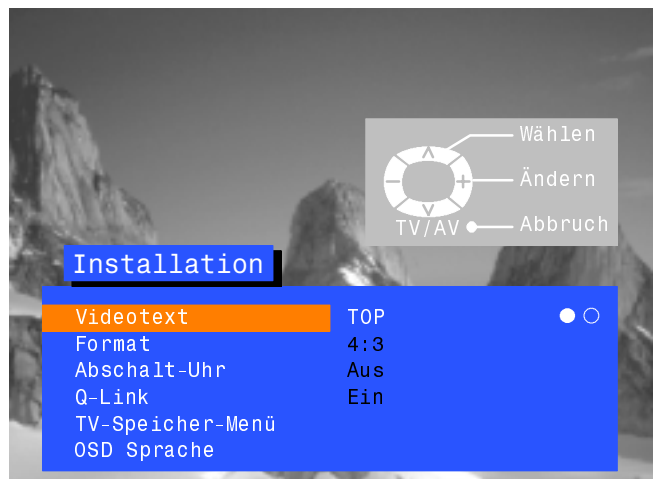 Wählen
Ändern
TV/AV Abbruch
Installation
Videotext TOP
Format 4:3
Abschalt-Uhr Aus
Q-Link Ein
TV-Speicher-Menü
OSD Sprache